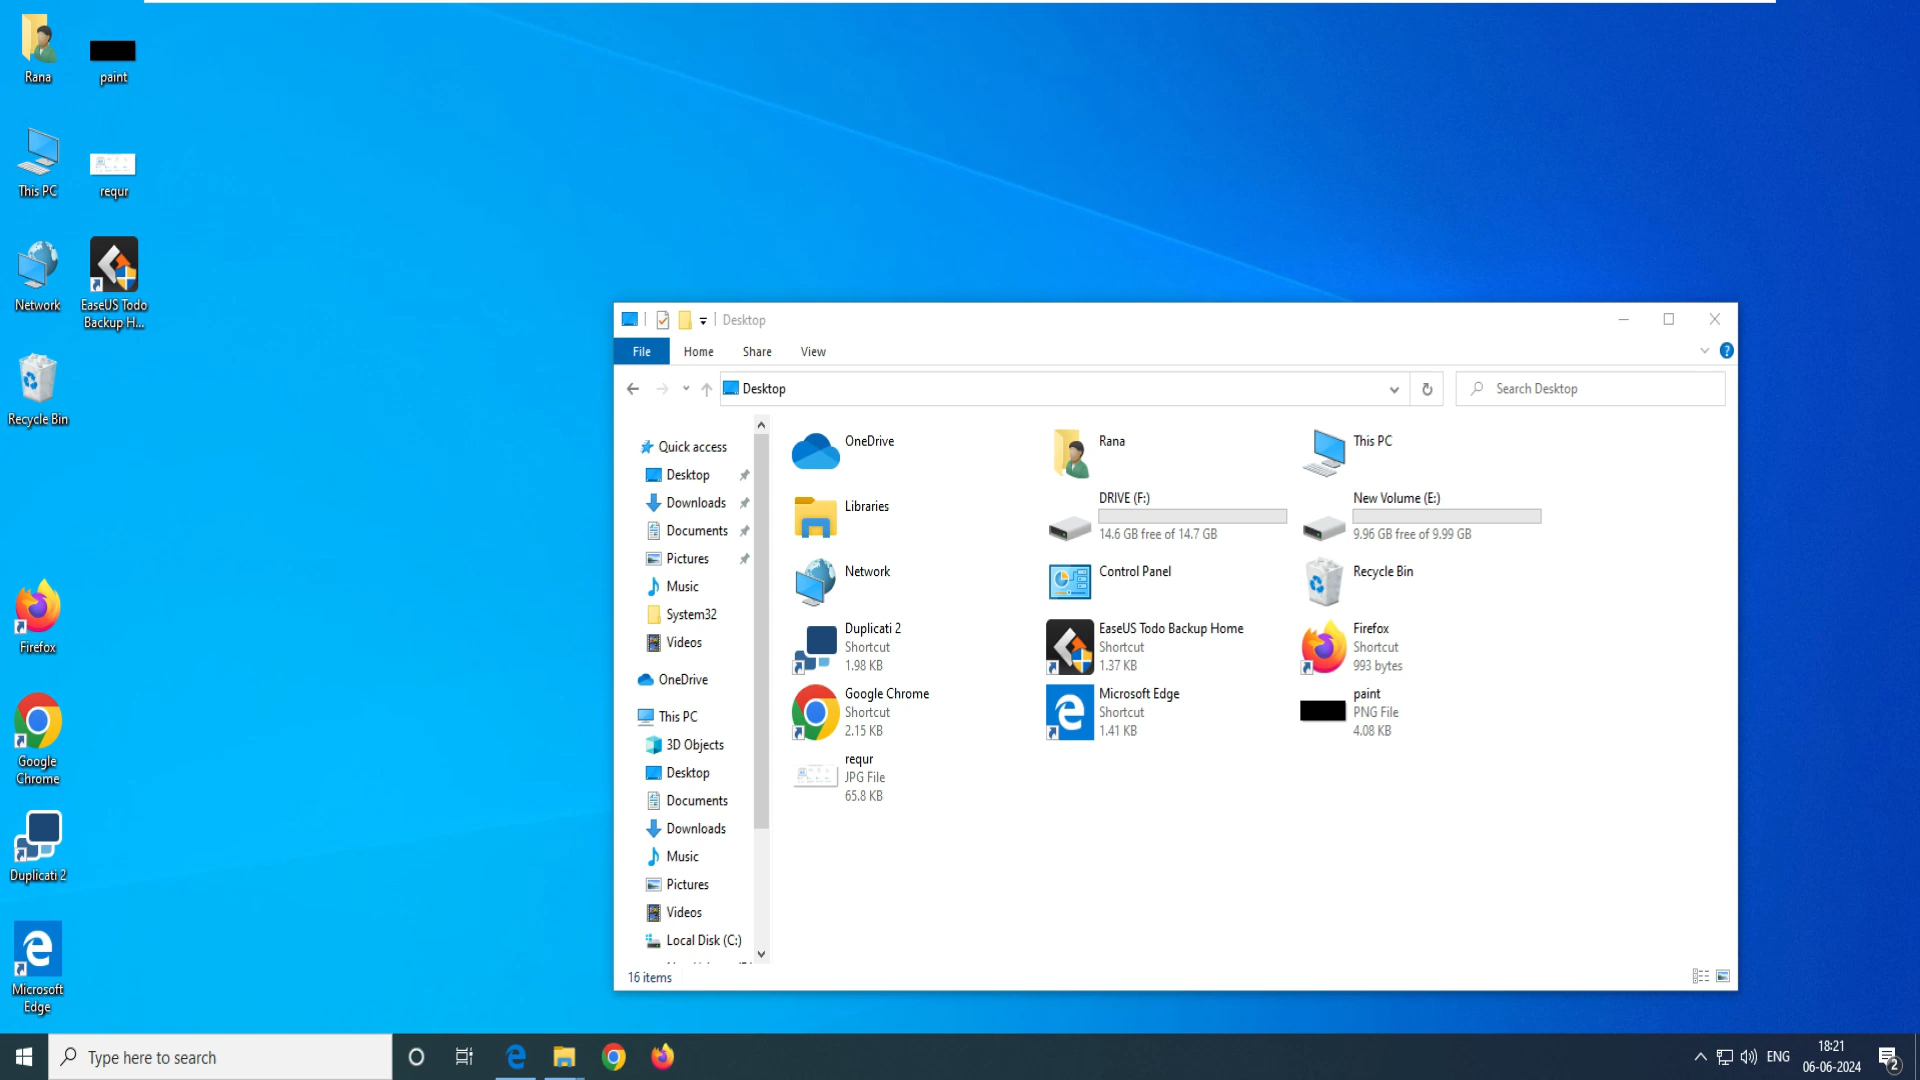 Rana
paint
This PC
requr
Network
EaseUS Todo
Backup H...
Recycle Bin
Firefox
Google
Chrome
Duplicati 2
Microsoft
Edge
Desktop
File
Home
Share
View
Desktop
Search Desktop
Quick access
Desktop
Downloads
Documents
Pictures
Music
System32
Videos
OneDrive
This PC
3D Objects
Desktop
Documents
Downloads
Music
Pictures
Videos
Local Disk (C:)
OneDrive
Rana
This PC
Libraries
DRIVE (F:)
14.6 GB free of 14.7 GB
New Volume (E:)
9.96 GB free of 9.99 GB
Network
Control Panel
Recycle Bin
Duplicati 2
Shortcut
1.98 KB
EaseUS Todo Backup Home
Shortcut
1.37 KB
Firefox
Shortcut
993 bytes
Google Chrome
Shortcut
2.15 KB
Microsoft Edge
Shortcut
1.41 KB
paint
PNG File
4.08 KB
requr
JPG File
65.8 KB
16 items
Type here to search
ENG
18:21
06-06-2024
2